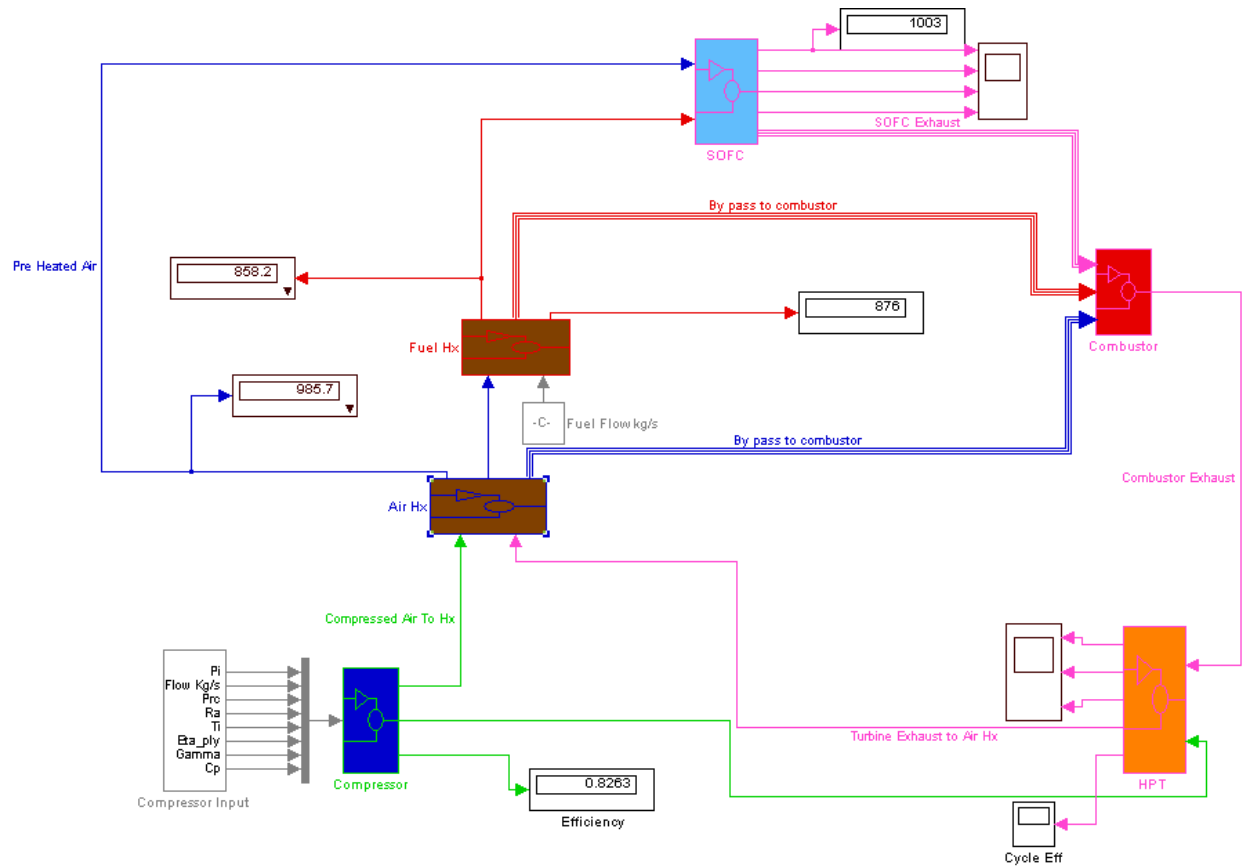 1003
SOFC Exhaust
SOFC
By pass to combustor
Pre Heated Air
858.2
876
Fuel Hx
Combustor
985.7
-C-
Fuel Flowkg/s
By pass to combustor
Combustor Exhaust
Air Hx
Compressed Air To Hx
Pi
Flow Kg/s
Prc
Ra
Ti
Eta_ply
Gamma
Cp
Compressor Input
Compressor
Turbine Exhaust to Air Hx
HPT
0.8263
Efficiency
Cycle Eff